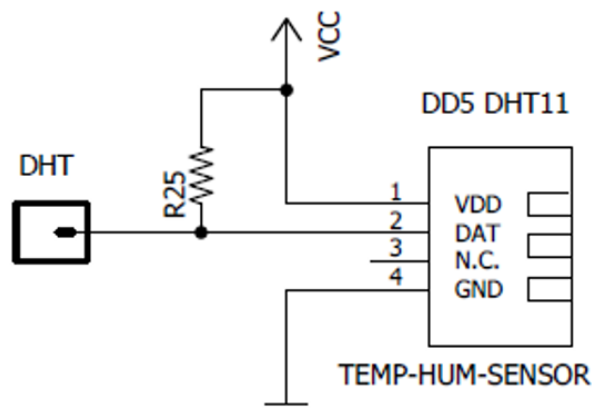 VCC
DD5 DHT11
DHT
R25
1
VDD
2
DAT
3
N.C.
4
GND
TEMP-HUM-SENSOR